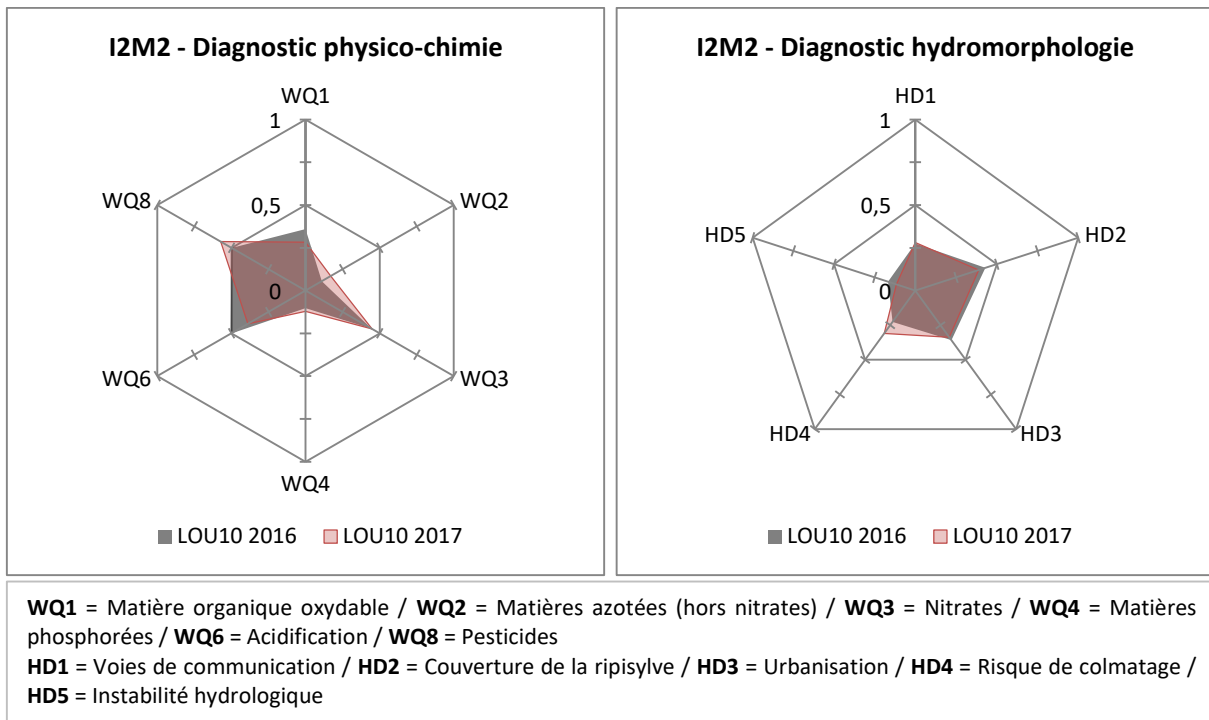 I2M2 - Diagnostic physico-chimie
WQ1
1
WQ8
WQ2
0,5
0
WQ6
WQ3
WQ4
LOU10 2016
LOU10 2017
I2M2 - Diagnostic hydromorphologie
HD1
1
0,5
HD5
HD2
0
HD4
HD3
LOU10 2016
LOU10 2017
WQ1 = Matière organique oxydable / WQ2 = Matières azotées (hors nitrates) / WQ3 = Nitrates / WQ4 = Matières
phosphorées / WQ6 = Acidification / WQ8 = Pesticides
HD1 = Voies de communication / HD2 = Couverture de la ripisylve / HD3 = Urbanisation / HD4 = Risque de colmatage /
HD5 = Instabilité hydrologique